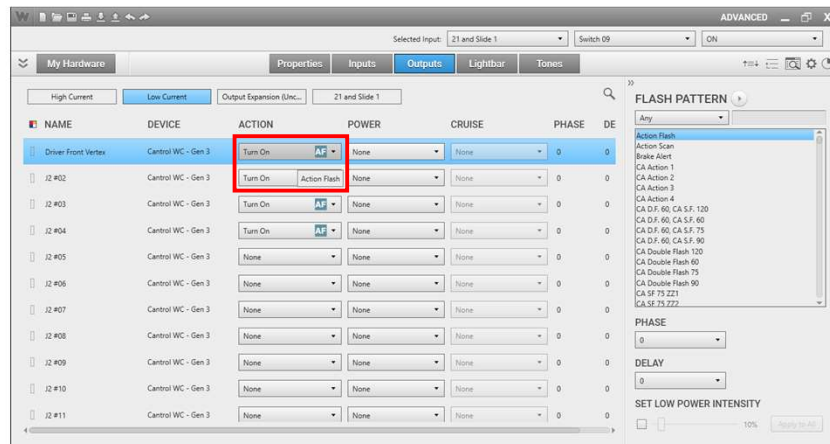 W ADVANCED
Selected Input: 21 and Slide 1 Switch 09 ON
My Hardware Properties Inputs Outputs Lightbar Tones
High Current Low Current Output Expansion (Unc... 21 and Slide 1
NAME DEVICE ACTION POWER CRUISE PHASE DE
Driver Front Vertex Cantrol WC - Gen 3 Turn On AF None None 0 0
J2 #02 Cantrol WC - Gen 3 Turn On Action Flash None None 0 0
J2 #03 Cantrol WC - Gen 3 Turn On AF None None 0 0
J2 #04 Cantrol WC - Gen 3 Turn On AF None None 0 0
J2 #05 Cantrol WC - Gen 3 None None None 0 0
J2 #06 Cantrol WC - Gen 3 None None None 0 0
J2 #07 Cantrol WC - Gen 3 None None None 0 0
J2 #08 Cantrol WC - Gen 3 None None None 0 0
J2 #09 Cantrol WC - Gen 3 None None None 0 0
J2 #10 Cantrol WC - Gen 3 None None None 0 0
J2 #11 Cantrol WC - Gen 3 None None None 0 0
FLASH PATTERN
Any
Action Flash
Action Scan
Brake Alert
CA Action 1
CA Action 2
CA Action 3
CA Action 4
CA D.F. 60, CA S.F. 120
CA D.F. 60, CA S.F. 60
CA D.F. 60, CA S.F. 75
CA D.F. 60, CA S.F. 90
CA Double Flash 120
CA Double Flash 60
CA Double Flash 75
CA Double Flash 90
CA SF 75 ZZ1
CA SF 75 ZZ2
PHASE
0
DELAY
0
SET LOW POWER INTENSITY
10% Apply to All